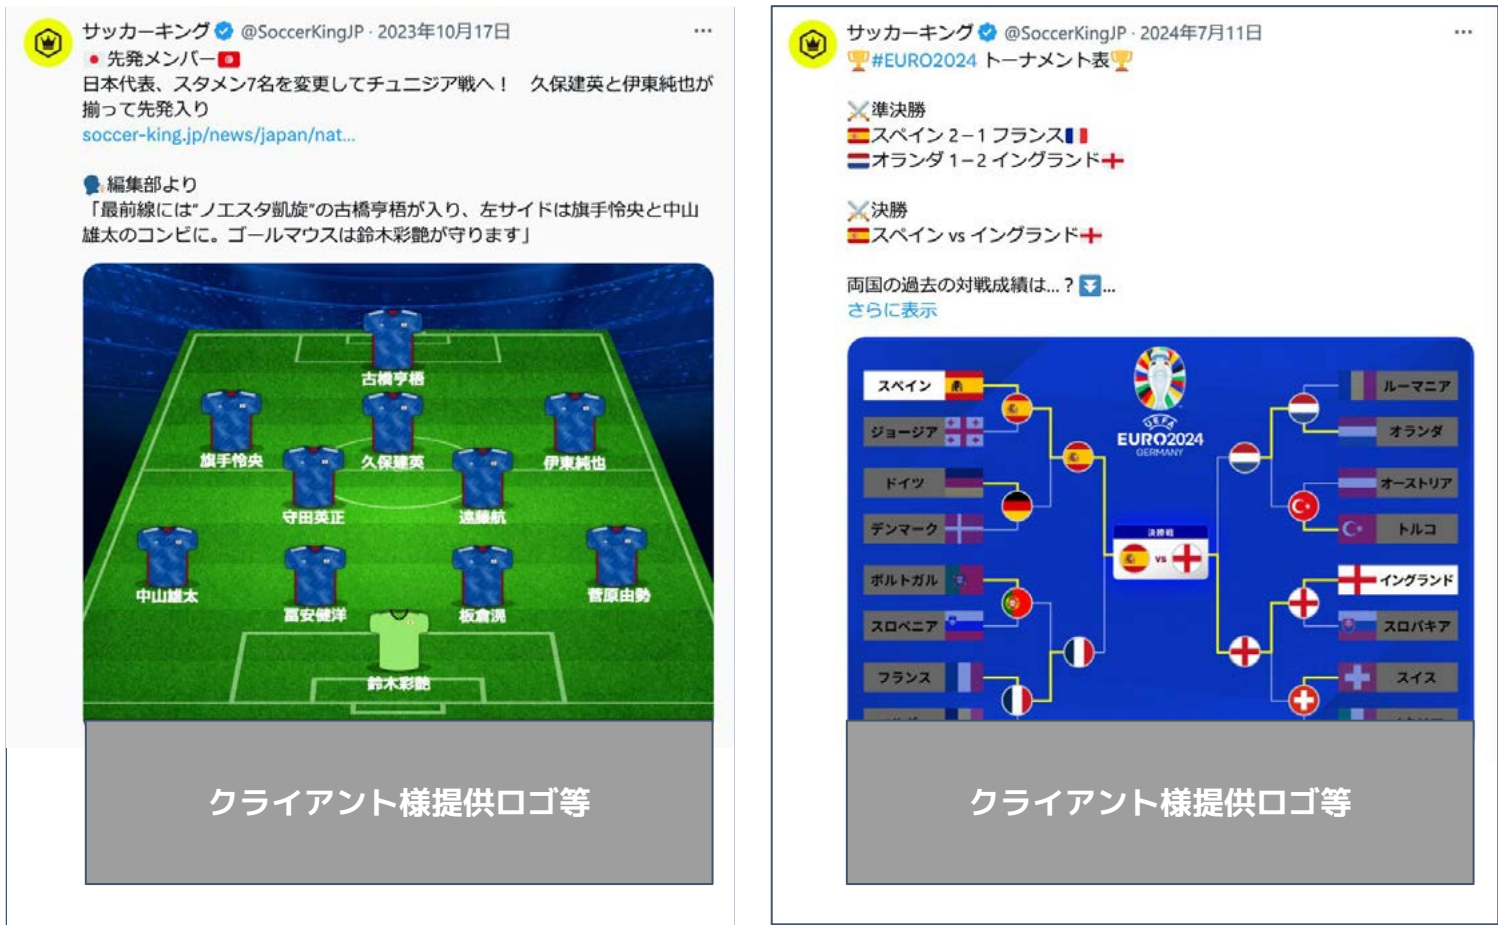 サッカーキング @SoccerKingJP · 2023年10月17日 …
先発メンバー
日本代表、スタメン7名を変更してチュニジア戦へ！　久保建英と伊東純也が
揃って先発入り
soccer-king.jp/news/japan/nat...
編集部より
「最前線には“ノエスタ凱旋”の古橋亨梧が入り、左サイドは旗手怜央と中山
雄太のコンビに。ゴールマウスは鈴木彩艶が守ります」
古橋亨梧
旗手怜央
久保建英
伊東純也
守田英正
遠藤航
中山雄太
冨安健洋
板倉滉
菅原由勢
鈴木彩艶
クライアント様提供ロゴ等
サッカーキング @SoccerKingJP · 2024年7月11日 …
#EURO2024 トーナメント表
準決勝
スペイン 2－1 フランス
オランダ 1－2 イングランド
決勝
スペイン vs イングランド
両国の過去の対戦成績は...？ ...
さらに表示
UEFA
EURO2024
GERMANY
スペイン
ジョージア
ドイツ
デンマーク
ポルトガル
スロベニア
フランス
決勝戦
vs
ルーマニア
オランダ
オーストリア
トルコ
イングランド
スロバキア
スイス
クライアント様提供ロゴ等